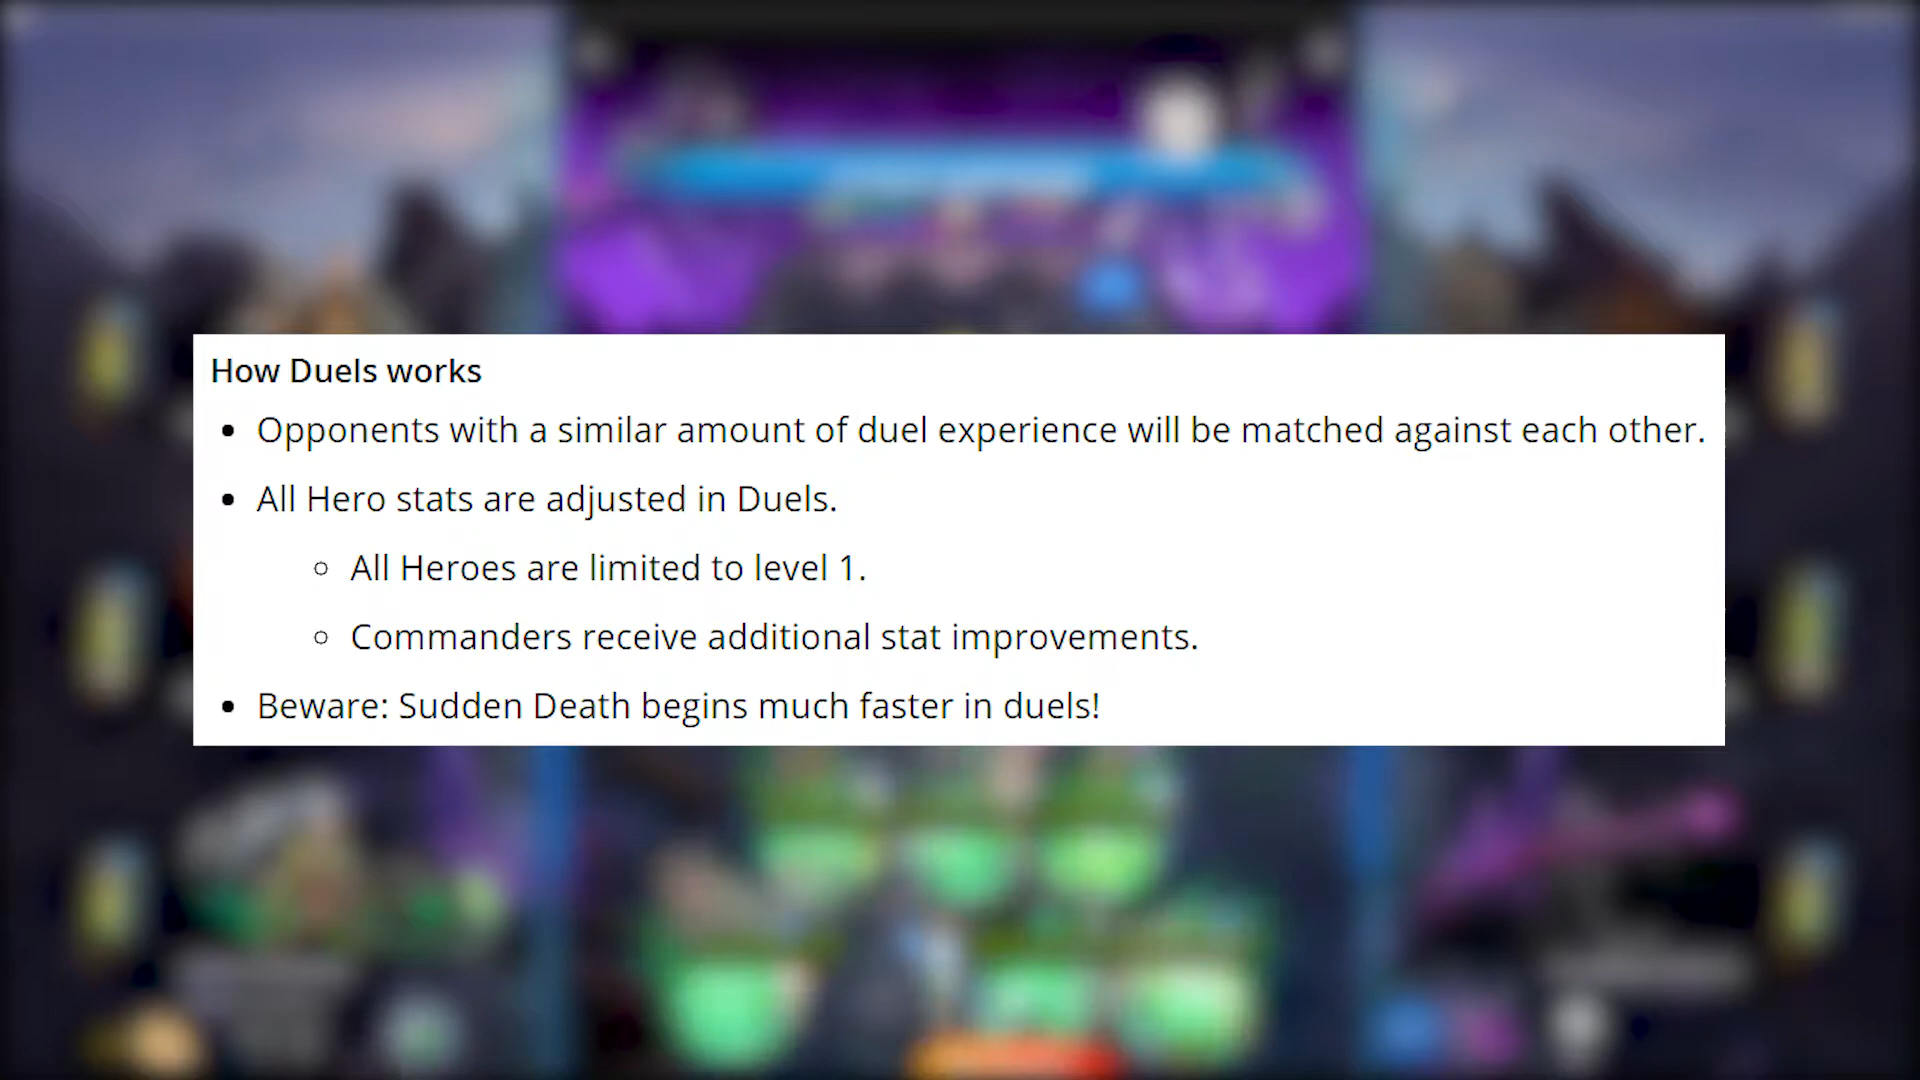 How Duels works
• Opponents with a similar amount of duel experience will be matched against each other.
• All Hero stats are adjusted in Duels.
○ All Heroes are limited to level 1.
○ Commanders receive additional stat improvements.
• Beware: Sudden Death begins much faster in duels!